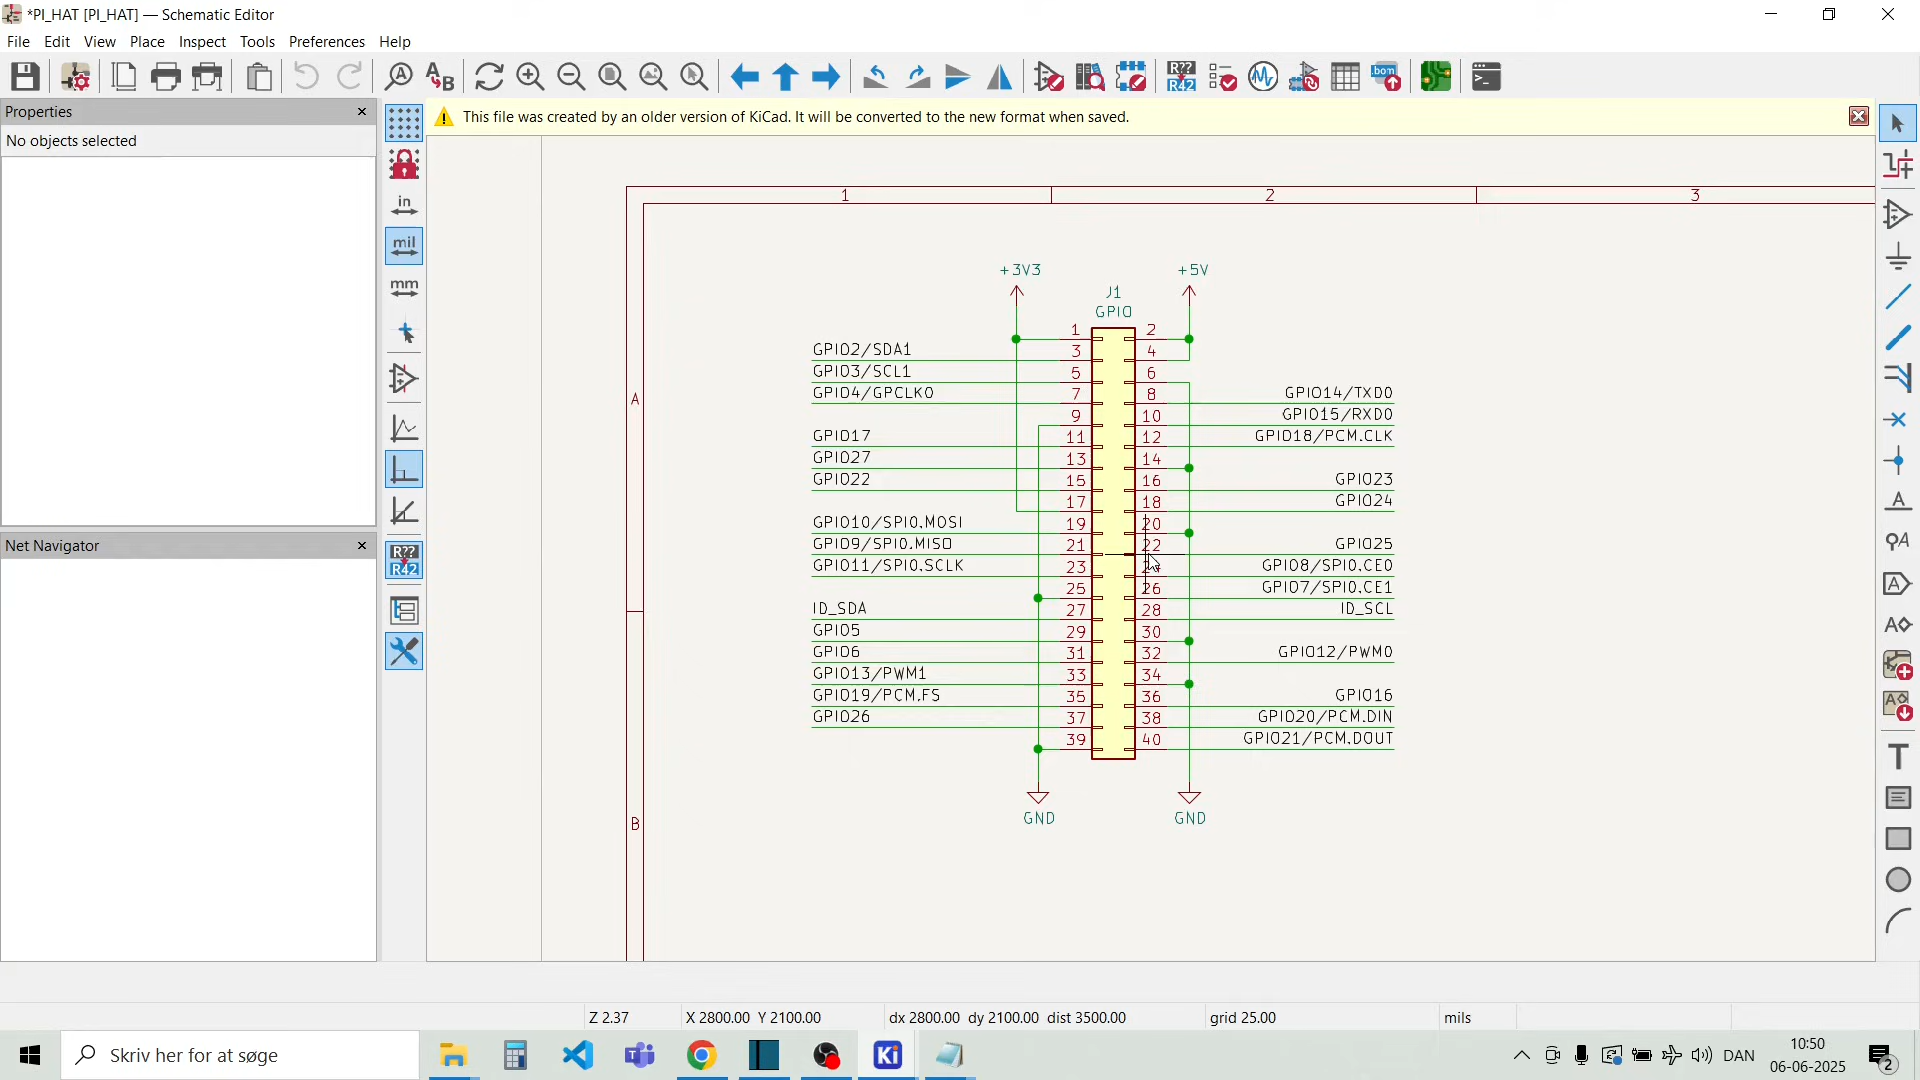 *PI_HAT [PI_HAT] — Schematic Editor
File Edit View Place Inspect Tools Preferences Help
R?? R42
bom
Properties
No objects selected
This file was created by an older version of KiCad. It will be converted to the new format when saved.
in
mil
mm
R??
R42
Net Navigator
1 2 3
A
B
+3V3 +5V
J1
GPIO
1 2
GPIO2/SDA1 3 4
GPIO3/SCL1 5 6
GPIO4/GPCLK0 7 8 GPIO14/TXD0
9 10 GPIO15/RXD0
GPIO17 11 12 GPIO18/PCM.CLK
GPIO27 13 14
GPIO22 15 16 GPIO23
17 18 GPIO24
GPIO10/SPI0.MOSI 19 20
GPIO9/SPI0.MISO 21 22 GPIO25
GPIO11/SPI0.SCLK 23 24 GPIO8/SPI0.CE0
25 26 GPIO7/SPI0.CE1
ID_SDA 27 28 ID_SCL
GPIO5 29 30
GPIO6 31 32 GPIO12/PWM0
GPIO13/PWM1 33 34
GPIO19/PCM.FS 35 36 GPIO16
GPIO26 37 38 GPIO20/PCM.DIN
39 40 GPIO21/PCM.DOUT
GND GND
A
A
A
A
T
Z 2.37 X 2800.00 Y 2100.00 dx 2800.00 dy 2100.00 dist 3500.00 grid 25.00 mils
Skriv her for at søge
Ki
DAN
10:50
06-06-2025
2